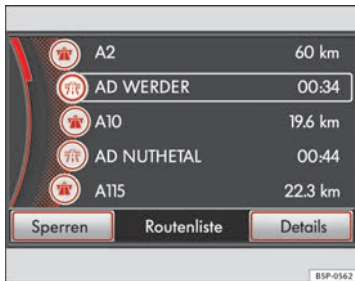 A2 60 km
AD WERDER 00:34
A10 19.6 km
AD NUTHETAL 00:44
A115 22.3 km
Sperren Routenliste Details
B5P-0562